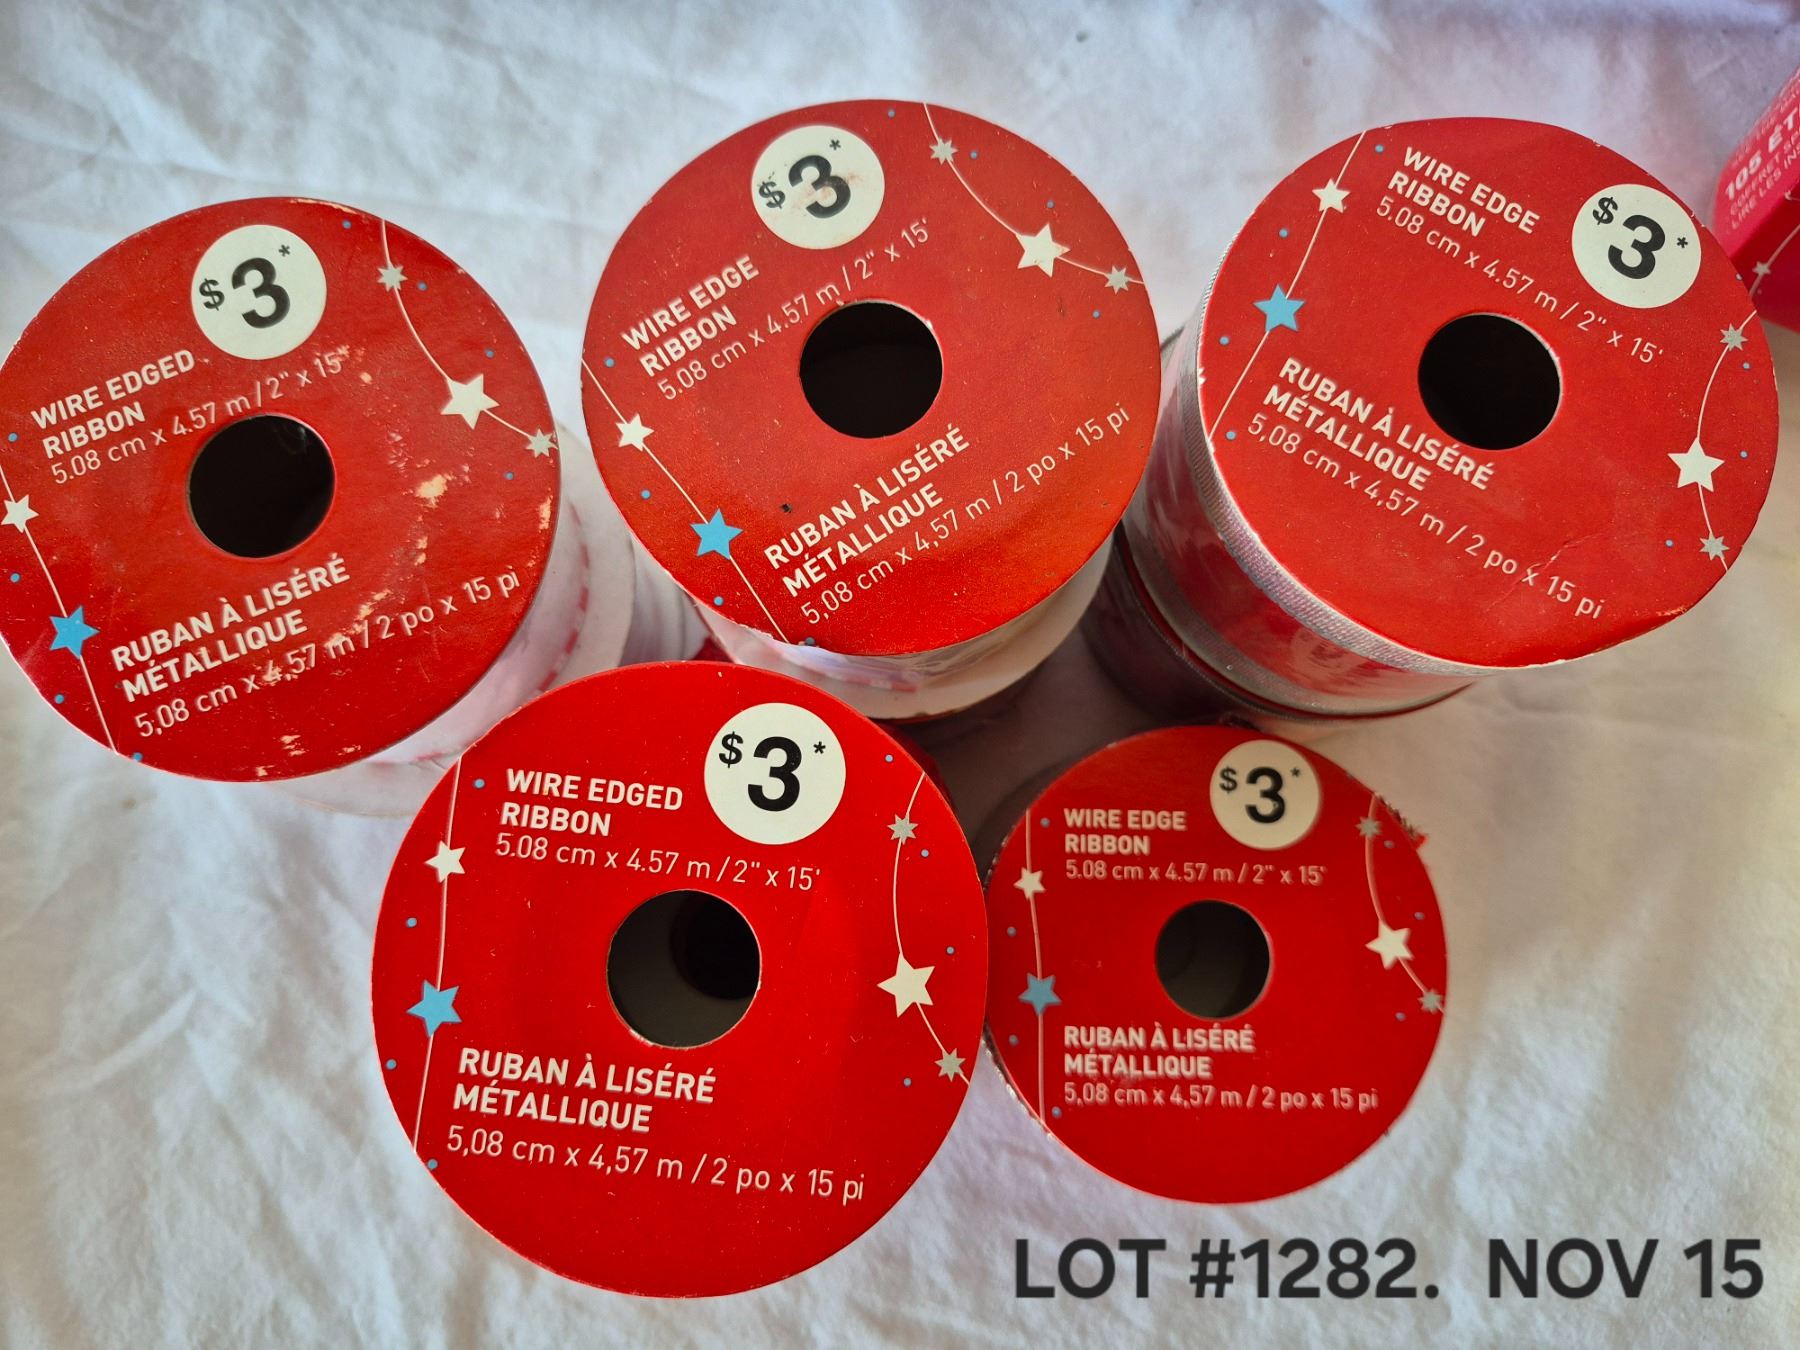 $3*
WIRE EDGED
RIBBON
5.08 cm x 4.57 m / 2" x 15'
RUBAN À LISÉRÉ
MÉTALLIQUE
5,08 cm x 4,57 m / 2 po x 15 pi
$3*
WIRE EDGE
RIBBON
5.08 cm x 4.57 m / 2" x 15'
RUBAN À LISÉRÉ
MÉTALLIQUE
5,08 cm x 4,57 m / 2 po x 15 pi
WIRE EDGE
RIBBON
$3*
5.08 cm x 4.57 m / 2" x 15'
RUBAN À LISÉRÉ
MÉTALLIQUE
5,08 cm x 4,57 m / 2 po x 15 pi
105 ÉT
$3*
WIRE EDGED
RIBBON
5.08 cm x 4.57 m / 2" x 15'
RUBAN À LISÉRÉ
MÉTALLIQUE
5,08 cm x 4,57 m / 2 po x 15 pi
$3*
WIRE EDGE
RIBBON
5.08 cm x 4.57 m / 2" x 15'
RUBAN À LISÉRÉ
MÉTALLIQUE
5,08 cm x 4,57 m / 2 po x 15 pi
LOT #1282. NOV 15